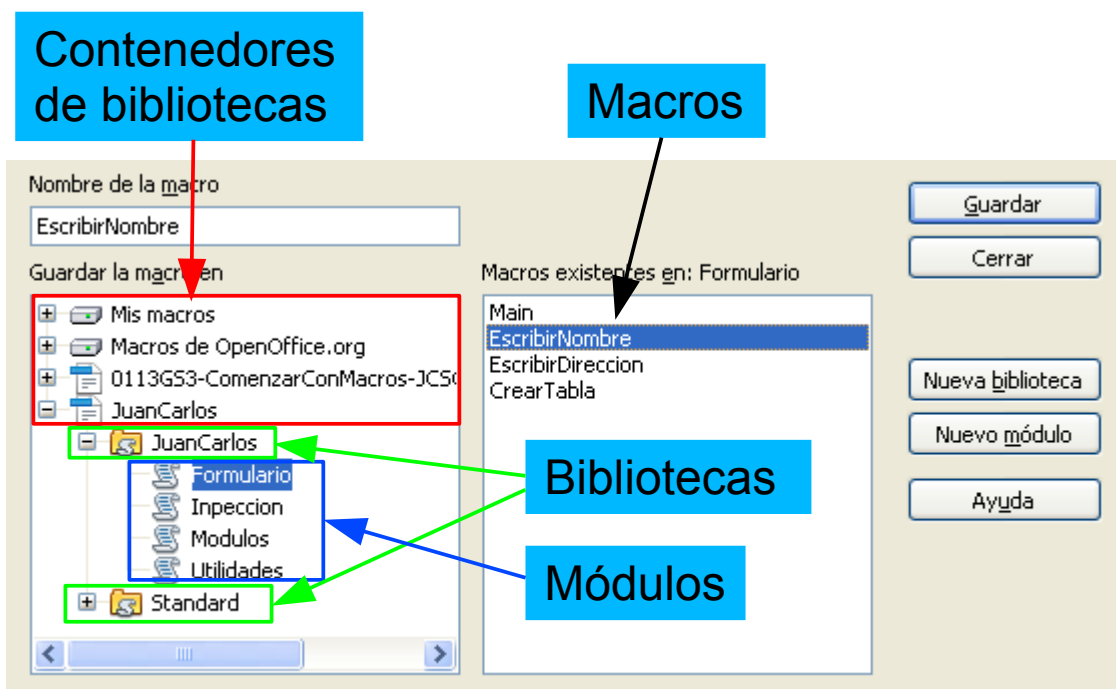 Contenedores
de bibliotecas
Macros
Nombre de la macro
EscribirNombre
Guardar la macro en
Mis macros
Macros de OpenOffice.org
0113GS3-ComenzarConMacros-JCS
JuanCarlos
JuanCarlos
Formulario
Inpeccion
Modulos
Utilidades
Standard
Macros existentes en: Formulario
Main
EscribirNombre
EscribirDireccion
CrearTabla
Bibliotecas
Módulos
Guardar
Cerrar
Nueva biblioteca
Nuevo módulo
Ayuda